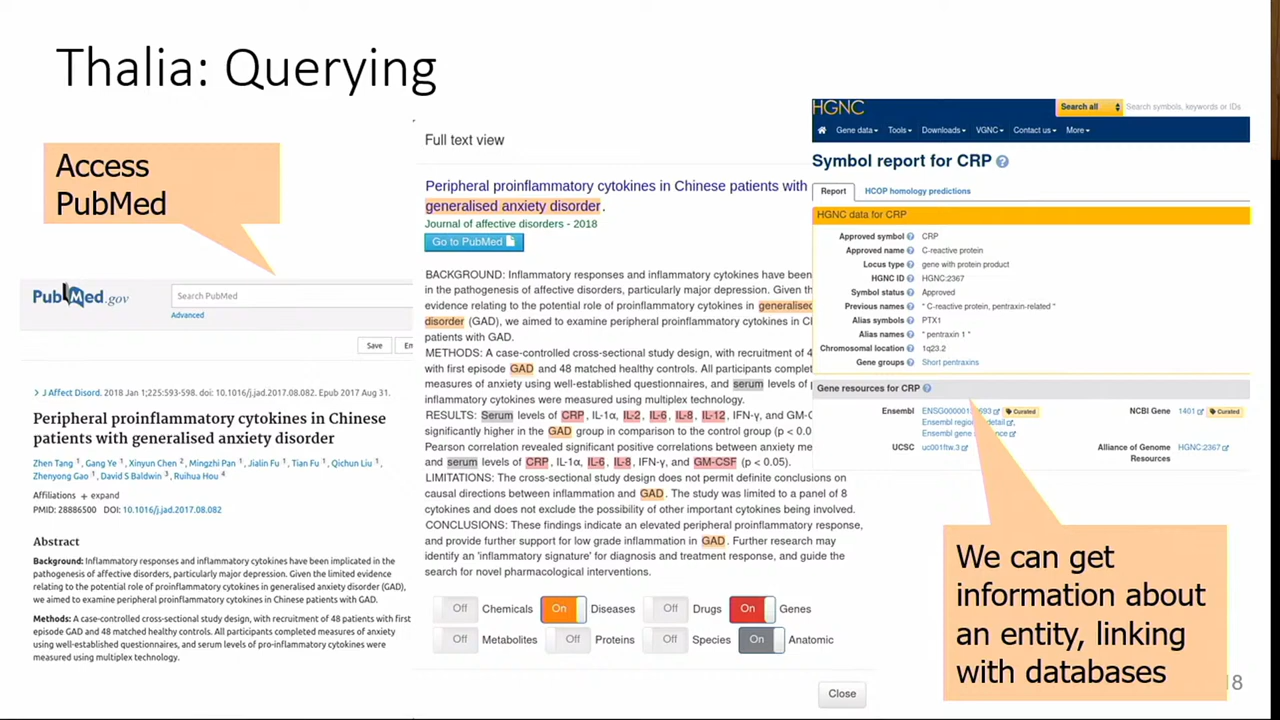 Thalia: Querying
Access
PubMed
PubMed.gov
Search PubMed
Advanced
Save
J Affect Disord. 2018 Jan 1;225:593-598. doi: 10.1016/j.jad.2017.08.082. Epub 2017 Aug 31.
Peripheral proinflammatory cytokines in Chinese
patients with generalised anxiety disorder
Zhen Tang 1, Gang Ye 1, Xinyun Chen 2, Mingzhi Pan 1, Jialin Fu 1, Tian Fu 1, Qichun Liu 1,
Zhenyong Gao 1, David S Baldwin 3, Ruihua Hou 4
Affiliations + expand
PMID: 28886500 DOI: 10.1016/j.jad.2017.08.082
Abstract
Background: Inflammatory responses and inflammatory cytokines have been implicated in the
pathogenesis of affective disorders, particularly major depression. Given the limited evidence
relating to the potential role of proinflammatory cytokines in generalised anxiety disorder (GAD),
we aimed to examine peripheral proinflammatory cytokines in Chinese patients with GAD.
Methods: A case-controlled cross-sectional study design, with recruitment of 48 patients with first
episode GAD and 48 matched healthy controls. All participants completed measures of anxiety
using well-established questionnaires, and serum levels of pro-inflammatory cytokines were
measured using multiplex technology.
Full text view
Peripheral proinflammatory cytokines in Chinese patients with
generalised anxiety disorder.
Journal of affective disorders - 2018
Go to PubMed
BACKGROUND: Inflammatory responses and inflammatory cytokines have been
in the pathogenesis of affective disorders, particularly major depression. Given th
evidence relating to the potential role of proinflammatory cytokines in generalised
disorder (GAD), we aimed to examine peripheral proinflammatory cytokines in C
patients with GAD.
METHODS: A case-controlled cross-sectional study design, with recruitment of 4
with first episode GAD and 48 matched healthy controls. All participants complet
measures of anxiety using well-established questionnaires, and serum levels of p
inflammatory cytokines were measured using multiplex technology.
RESULTS: Serum levels of CRP, IL-1α, IL-2, IL-6, IL-8, IL-12, IFN-γ, and GM-C
significantly higher in the GAD group in comparison to the control group (p < 0.0
Pearson correlation revealed significant positive correlations between anxiety me
and serum levels of CRP, IL-1α, IL-6, IL-8, IFN-γ, and GM-CSF (p < 0.05).
LIMITATIONS: The cross-sectional study design does not permit definite conclusions on
causal directions between inflammation and GAD. The study was limited to a panel of 8
cytokines and does not exclude the possibility of other important cytokines being involved.
CONCLUSIONS: These findings indicate an elevated peripheral proinflammatory response,
and provide further support for low grade inflammation in GAD. Further research may
identify an 'inflammatory signature' for diagnosis and treatment response, and guide the
search for novel pharmacological interventions.
Off Chemicals On Diseases Off Drugs On Genes
Off Metabolites Off Proteins Off Species On Anatomic
Close
HGNC
Search all Search symbols, keywords or IDs
Gene data Tools Downloads VGNC Contact us More
Symbol report for CRP ?
Report HCOP homology predictions
HGNC data for CRP
Approved symbol ? CRP
Approved name ? C-reactive protein
Locus type ? gene with protein product
HGNC ID ? HGNC:2367
Symbol status ? Approved
Previous names ? " C-reactive protein, pentraxin-related "
Alias symbols ? PTX1
Alias names ? " pentraxin 1 "
Chromosomal location ? 1q23.2
Gene groups ? Short pentraxins
Gene resources for CRP ?
Ensembl Curated NCBI Gene 1401 Curated
Ensembl
Ensembl gene
UCSC uc001ftw.3 Alliance of Genome HGNC:2367
Resources
We can get
information about
an entity, linking
with databases
18